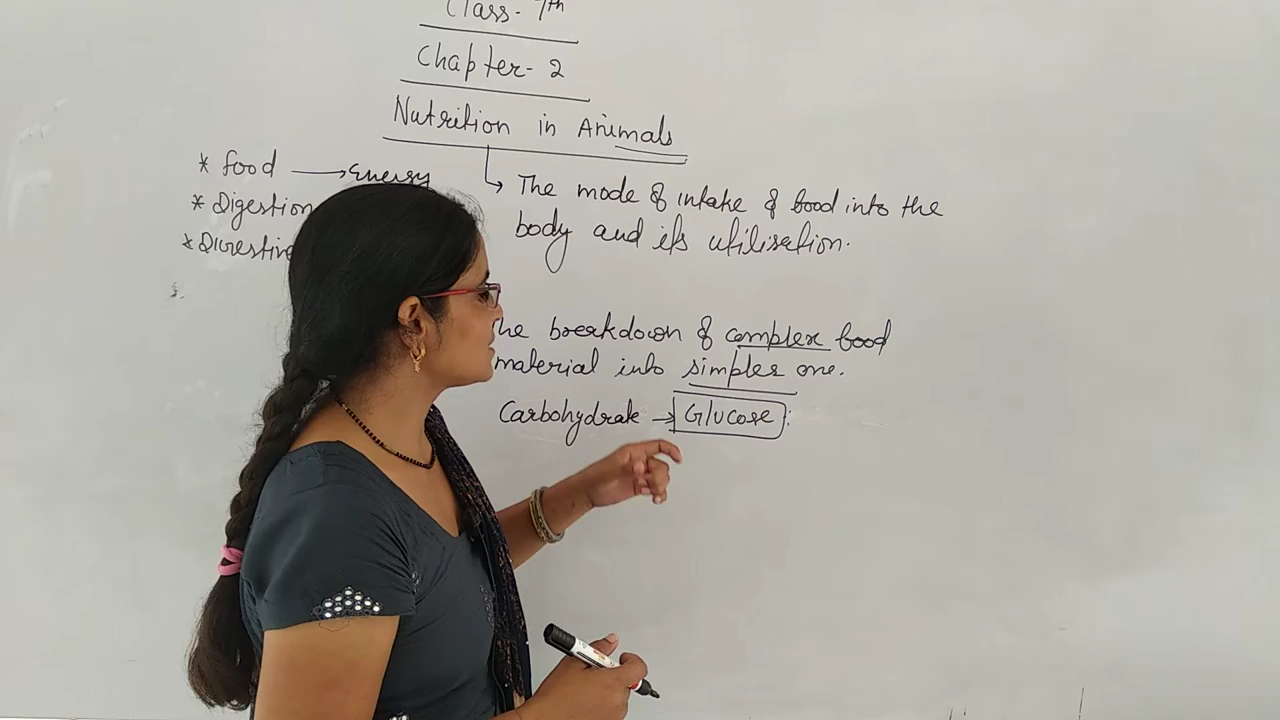 Class- 7th
Chapter- 2
Nutrition in Animals
* Food → Energy
* Digestion
* Digestive
→ The mode of intake of food into the
body and its utilisation.
The breakdown of complex food
material into simpler one.
Carbohydrate → Glucose